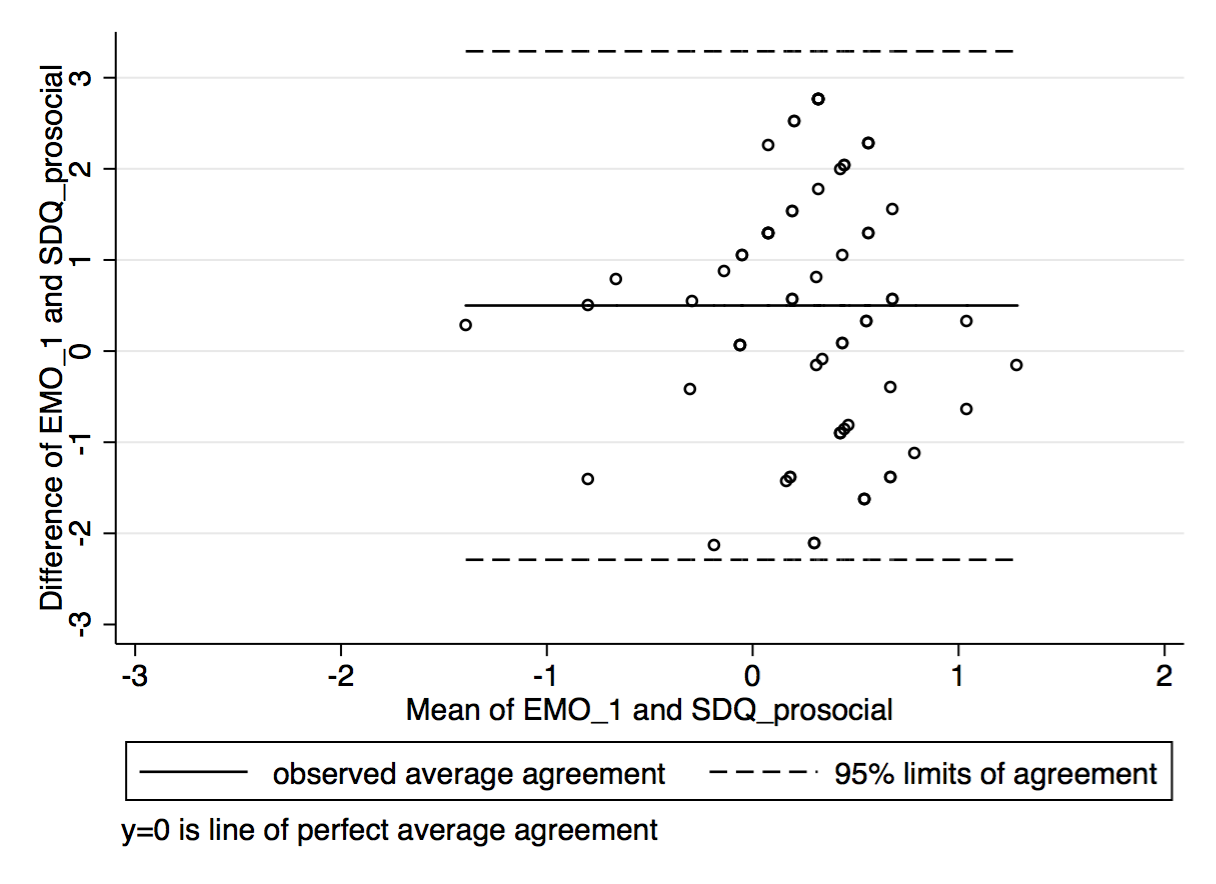 Difference of EMO_1 and SDQ_prosocial
3
2
1
0
-1
-2
-3
-3 -2 -1 0 1 2
Mean of EMO_1 and SDQ_prosocial
observed average agreement 95% limits of agreement
y=0 is line of perfect average agreement